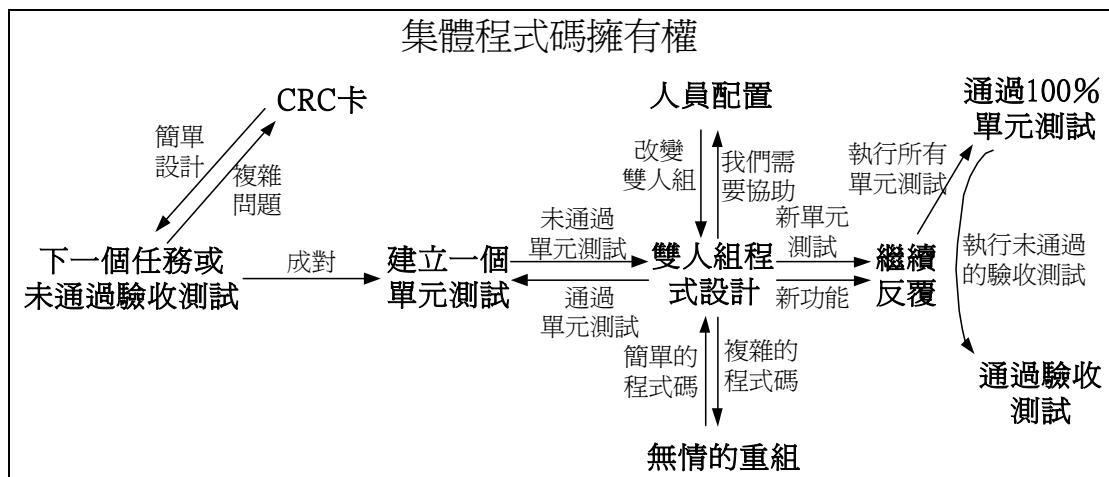 集體程式碼擁有權
CRC卡
簡單
設計
複雜
問題
下一個任務或
未通過驗收測試
成對
建立一個
單元測試
未通過
單元測試
通過
單元測試
人員配置
改變
雙人組
我們需
要協助
雙人組程
式設計
簡單的
程式碼
複雜的
程式碼
無情的重組
新單元
測試
新功能
繼續
反覆
執行所有
單元測試
通過100%
單元測試
執行未通過
的驗收測試
通過驗收
測試